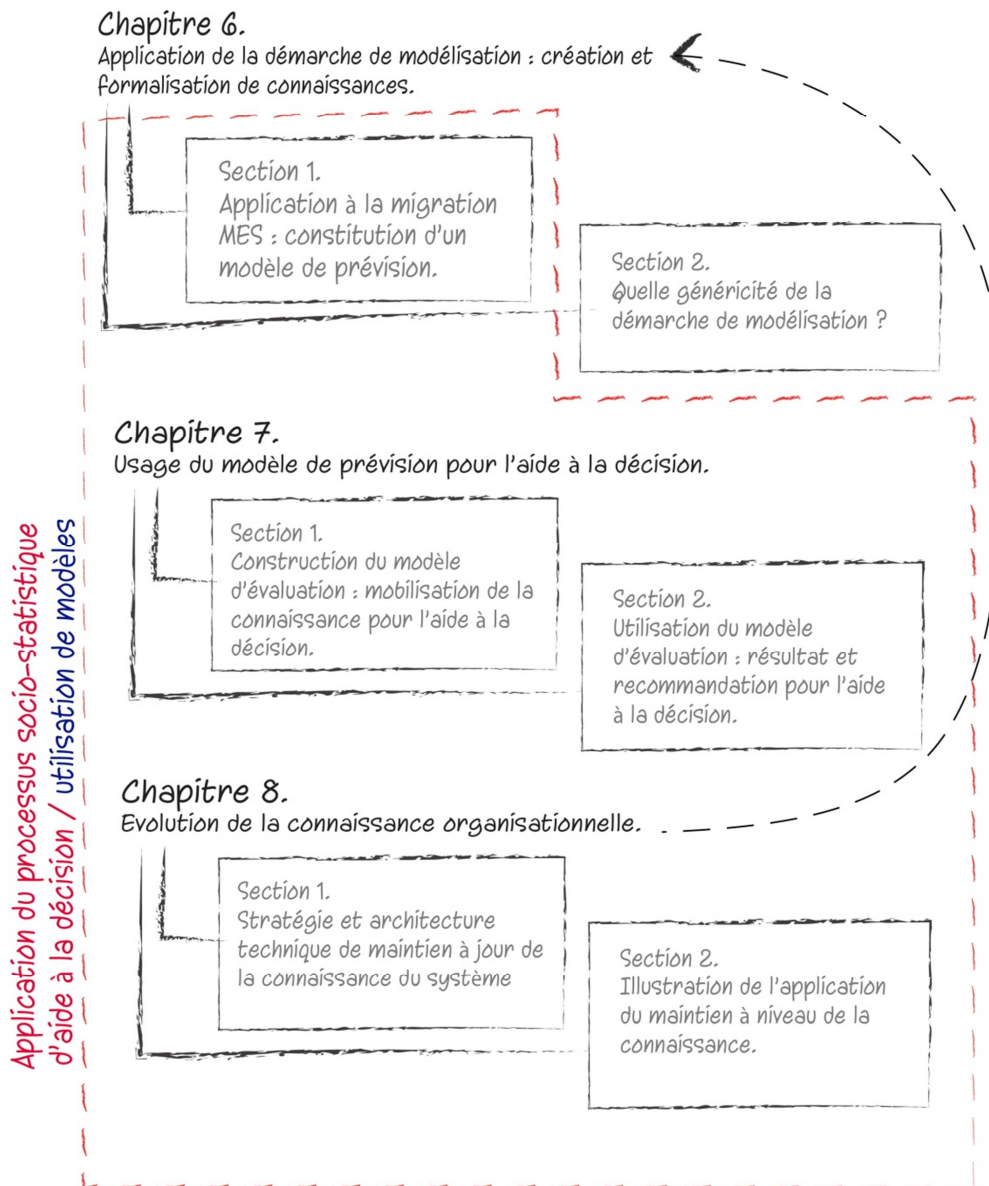 Chapitre 6.
Application de la démarche de modélisation : création et
formalisation de connaissances.
Section 1.
Application à la migration
MES : constitution d'un
modèle de prévision.
Section 2.
Quelle généricité de la
démarche de modélisation ?
Chapitre 7.
Usage du modèle de prévision pour l'aide à la décision.
Section 1.
Construction du modèle
d'évaluation : mobilisation de la
connaissance pour l'aide à la
décision.
Section 2.
Utilisation du modèle
d'évaluation : résultat et
recommandation pour l'aide
à la décision.
Chapitre 8.
Evolution de la connaissance organisationnelle.
Section 1.
Stratégie et architecture
technique de maintien à jour de
la connaissance du système
Section 2.
Illustration de l'application
du maintien à niveau de la
connaissance.
Application du processus socio-statistique
d'aide à la décision / utilisation de modèles